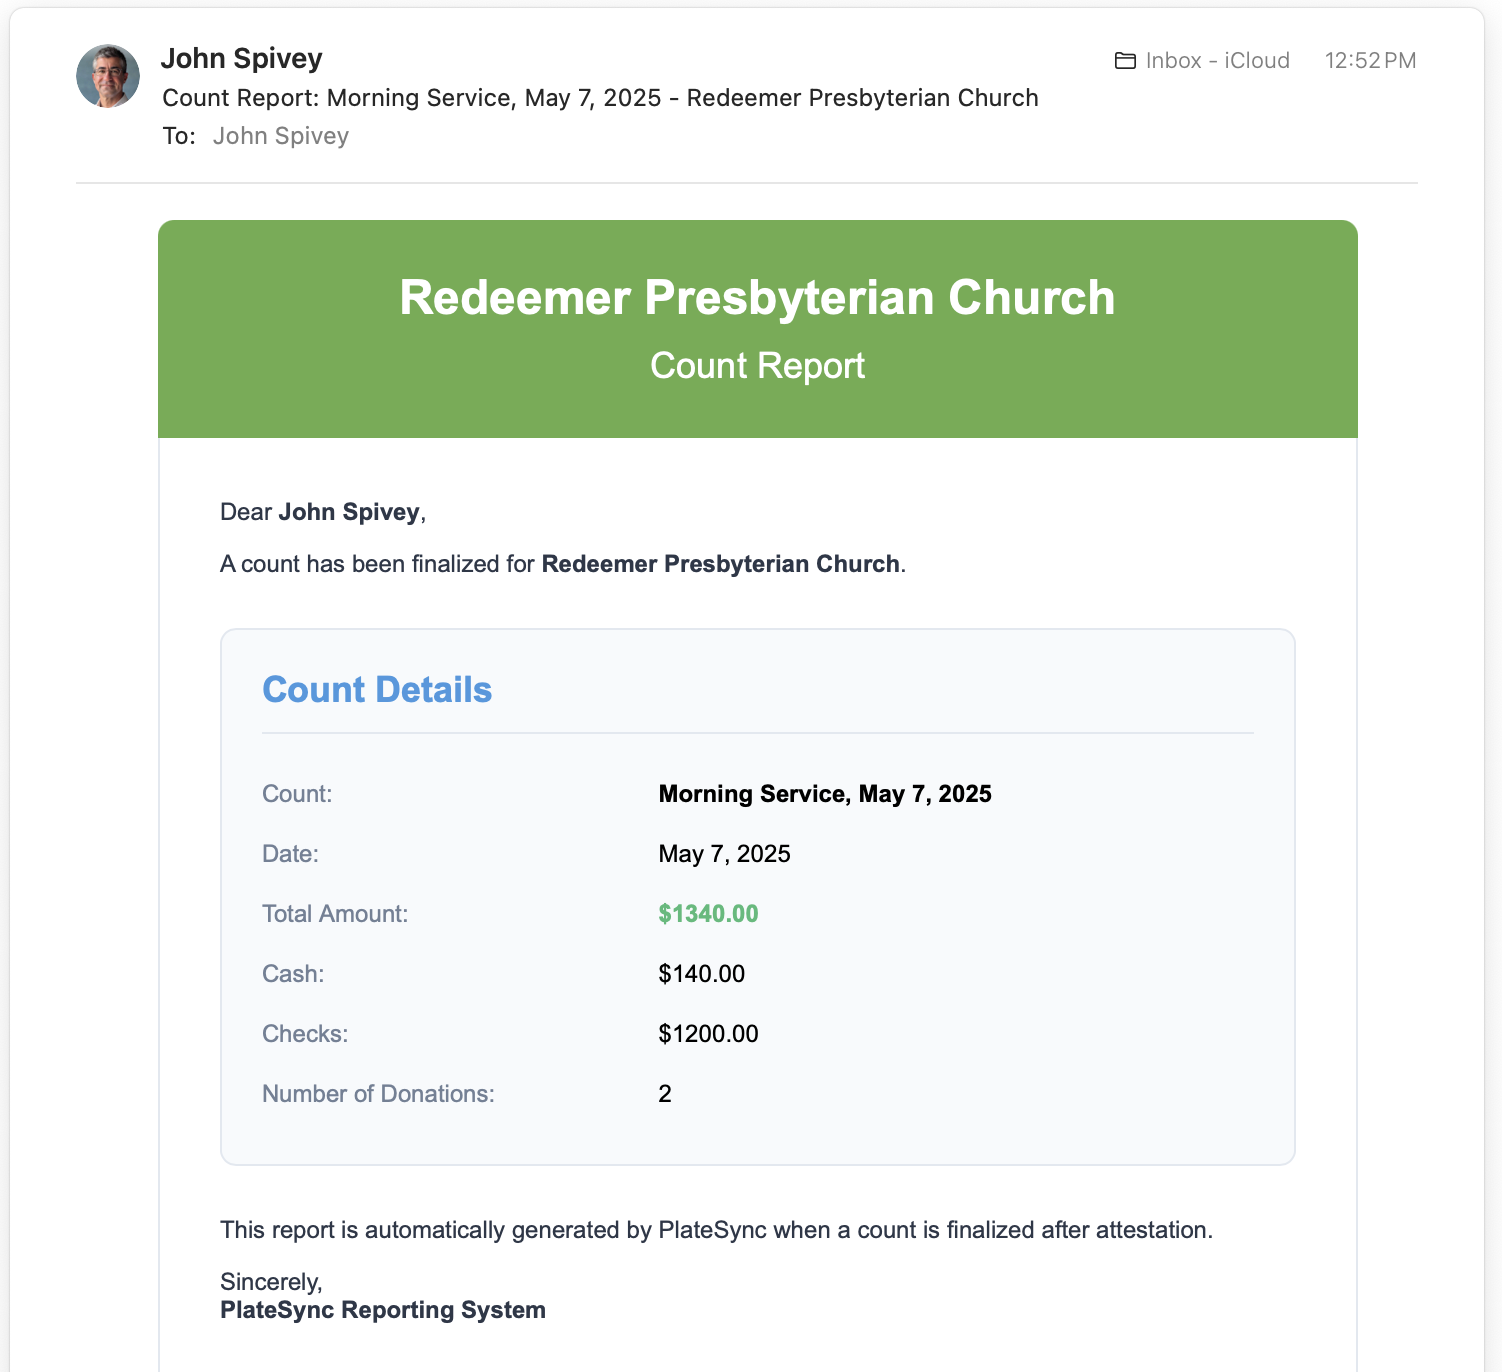 John Spivey
Inbox - iCloud
12:52 PM
Count Report: Morning Service, May 7, 2025 - Redeemer Presbyterian Church
To: John Spivey
Redeemer Presbyterian Church
Count Report
Dear John Spivey,
A count has been finalized for Redeemer Presbyterian Church.
Count Details
Count: Morning Service, May 7, 2025
Date: May 7, 2025
Total Amount: $1340.00
Cash: $140.00
Checks: $1200.00
Number of Donations: 2
This report is automatically generated by PlateSync when a count is finalized after attestation.
Sincerely,
PlateSync Reporting System